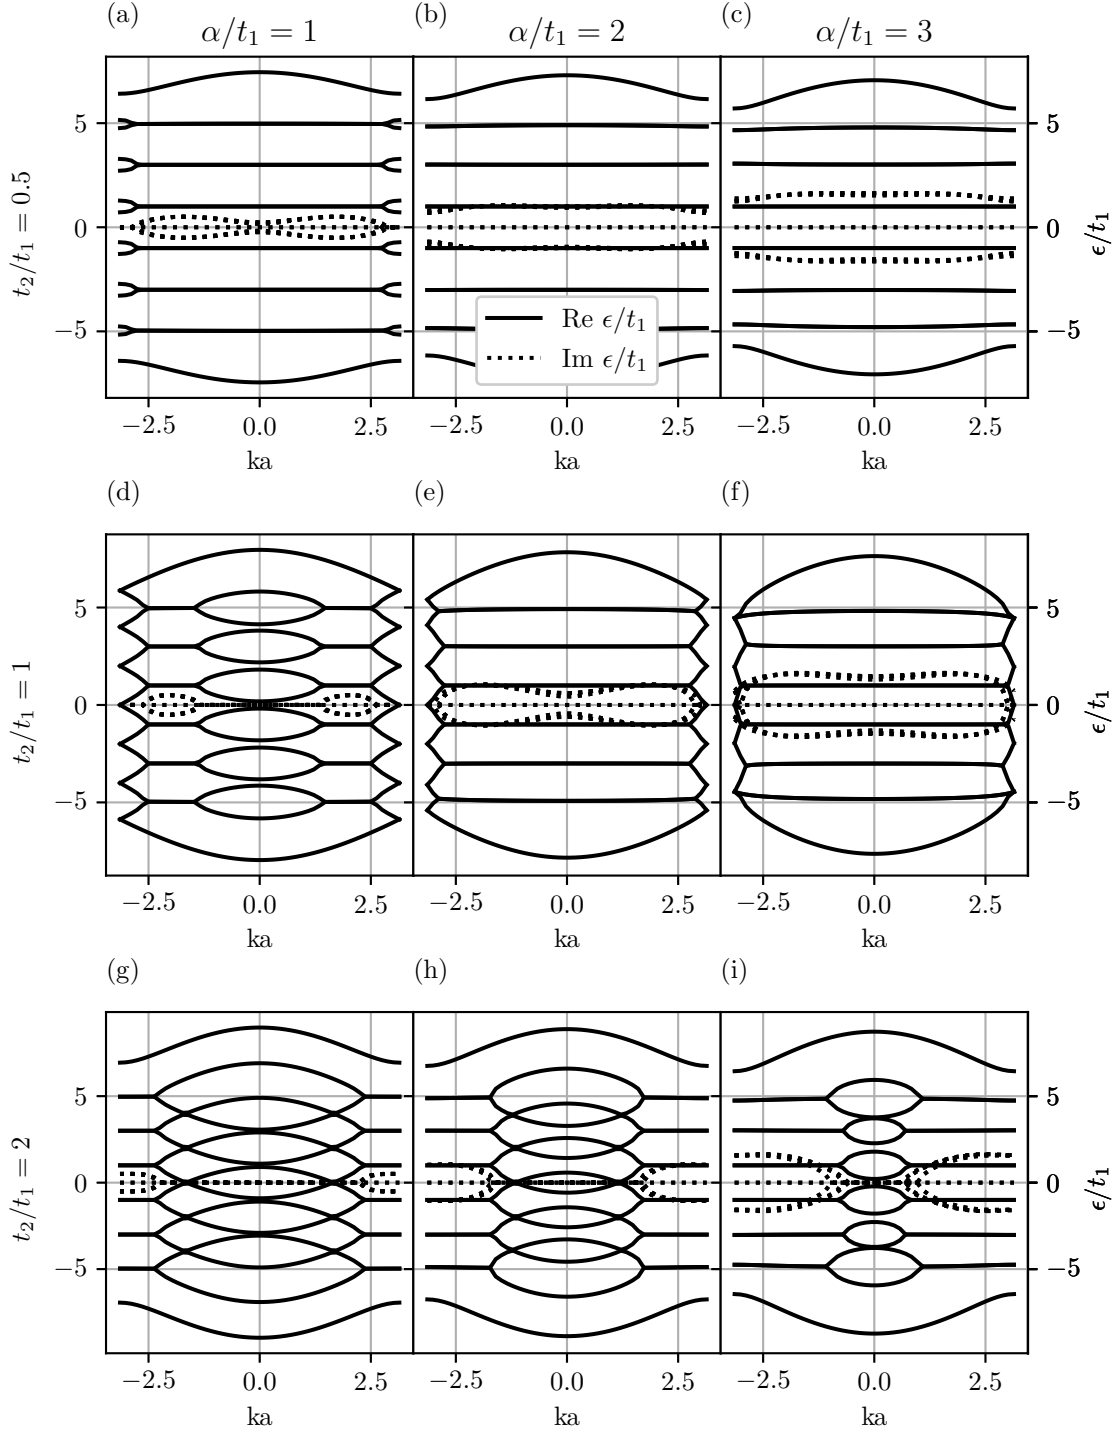 (a) (b) (c)
α/t₁ = 1 α/t₁ = 2 α/t₁ = 3
t₂/t₁ = 0.5
5 0 −5
Re ϵ/t₁
Im ϵ/t₁
5 0 −5
ϵ/t₁
−2.5 0.0 2.5 −2.5 0.0 2.5 −2.5 0.0 2.5
ka ka ka
(d) (e) (f)
t₂/t₁ = 1
5 0 −5
5 0 −5
ϵ/t₁
−2.5 0.0 2.5 −2.5 0.0 2.5 −2.5 0.0 2.5
ka ka ka
(g) (h) (i)
t₂/t₁ = 2
5 0 −5
5 0 −5
ϵ/t₁
−2.5 0.0 2.5 −2.5 0.0 2.5 −2.5 0.0 2.5
ka ka ka